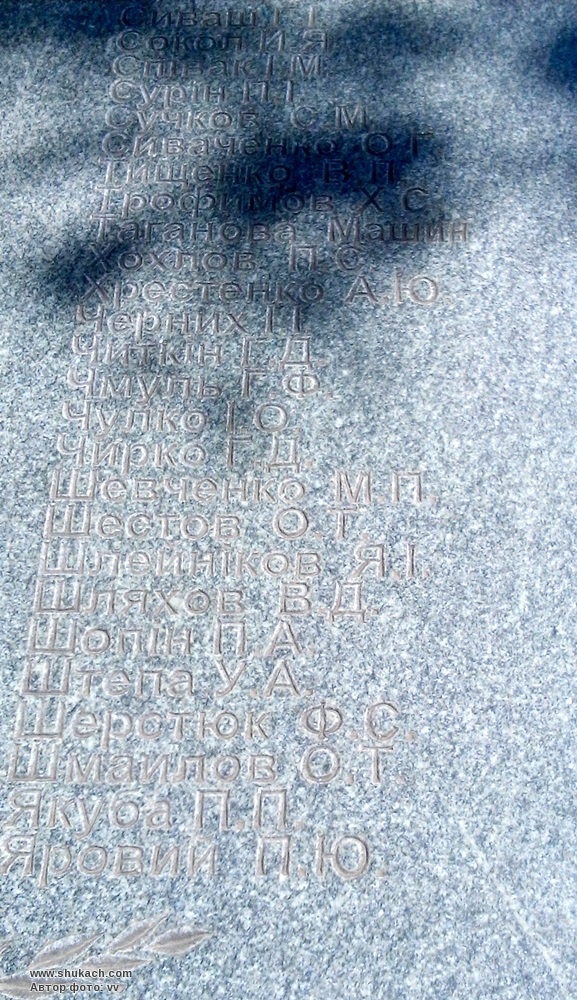 Сиваш Г.І.
Сокол И.Я.
Співак І.М.
Сурін П.І.
Сучков С.М.
Сиваченко О.Г.
Тищенко В.П.
Трофимов Х.С.
Таганова Машин
Хохлов П.С.
Хрестенко А.Ю.
Черних І.І.
Читкін Г.Д.
Чмуль Г.Ф.
Чулко І.О.
Чирко Г.Д.
Шевченко М.П.
Шестов О.Т.
Шлейніков Я.І.
Шляхов В.Д.
Шопін П.А.
Штепа У.А.
Шерстюк Ф.С.
Шмаилов О.Т.
Якуба П.П.
Яровий П.Ю.
www.shukach.com
Автор фото: vv